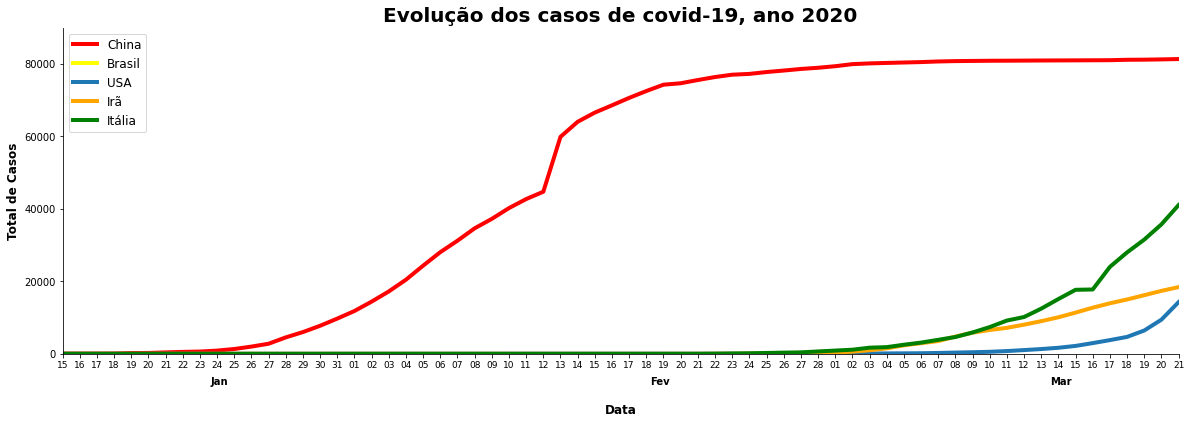 Evolução dos casos de covid-19, ano 2020
China
Brasil
USA
Irã
Itália
Total de Casos
80000
60000
40000
20000
0
15 16 17 18 19 20 21 22 23 24 25 26 27 28 29 30 31 01 02 03 04 05 06 07 08 09 10 11 12 13 14 15 16 17 18 19 20 21 22 23 24 25 26 27 28 01 02 03 04 05 06 07 08 09 10 11 12 13 14 15 16 17 18 19 20 21
Jan Fev Mar
Data